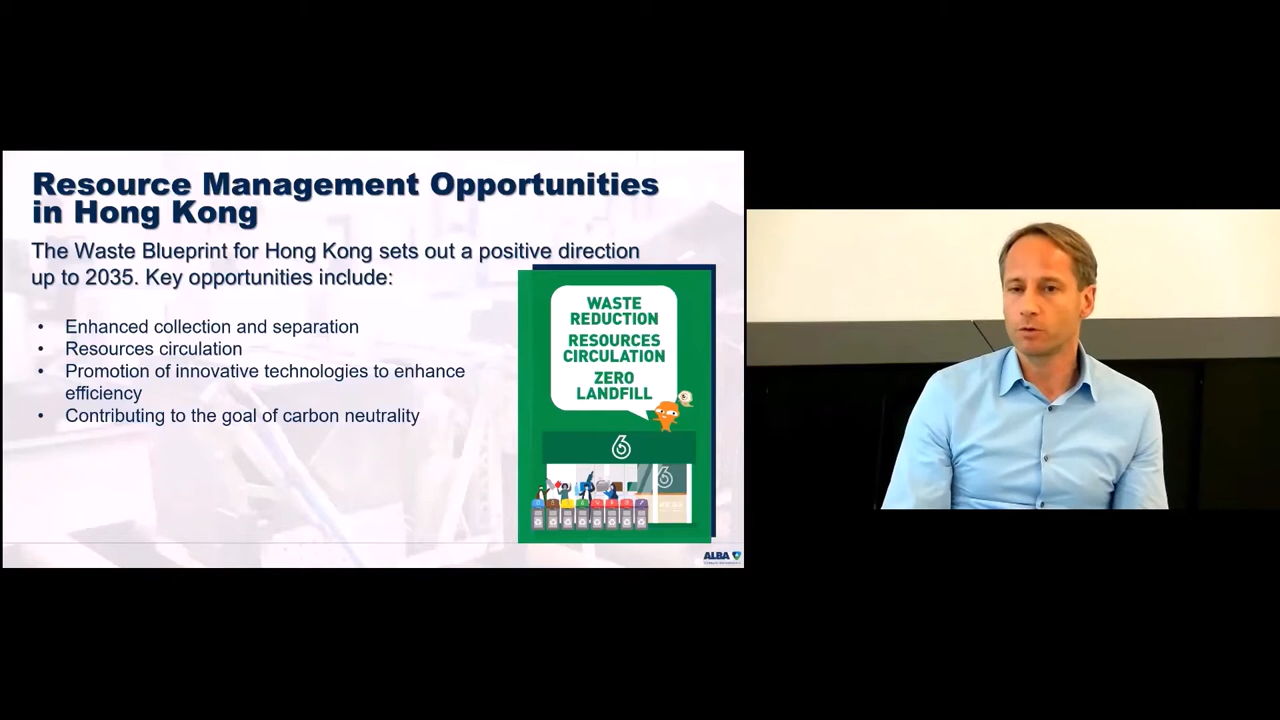 Resource Management Opportunities
in Hong Kong
The Waste Blueprint for Hong Kong sets out a positive direction
up to 2035. Key opportunities include:
• Enhanced collection and separation
• Resources circulation
• Promotion of innovative technologies to enhance
efficiency
• Contributing to the goal of carbon neutrality
WASTE
REDUCTION
RESOURCES
CIRCULATION
ZERO
LANDFILL
ALBA